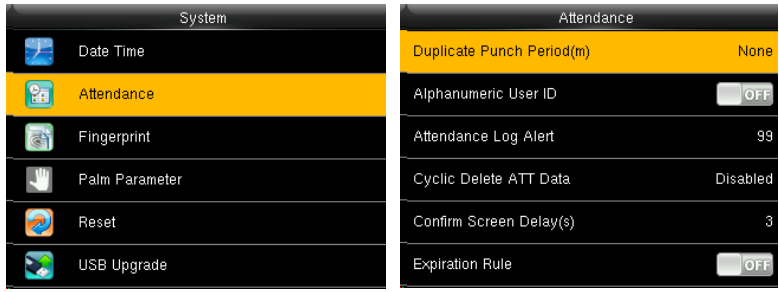 System
Date Time
Attendance
Fingerprint
Palm Parameter
Reset
USB Upgrade
Attendance
Duplicate Punch Period(m) None
Alphanumeric User ID OFF
Attendance Log Alert 99
Cyclic Delete ATT Data Disabled
Confirm Screen Delay(s) 3
Expiration Rule OFF